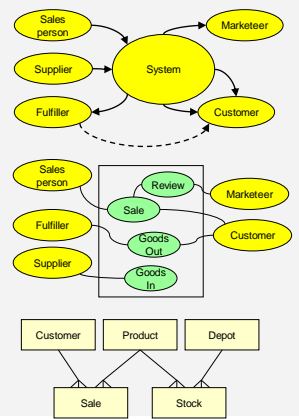 Sales
person
Marketeer
Supplier
System
Fulfiller
Customer
Sales
person
Review
Marketeer
Sale
Fulfiller
Customer
Goods
Out
Supplier
Goods
In
Customer
Product
Depot
Sale
Stock